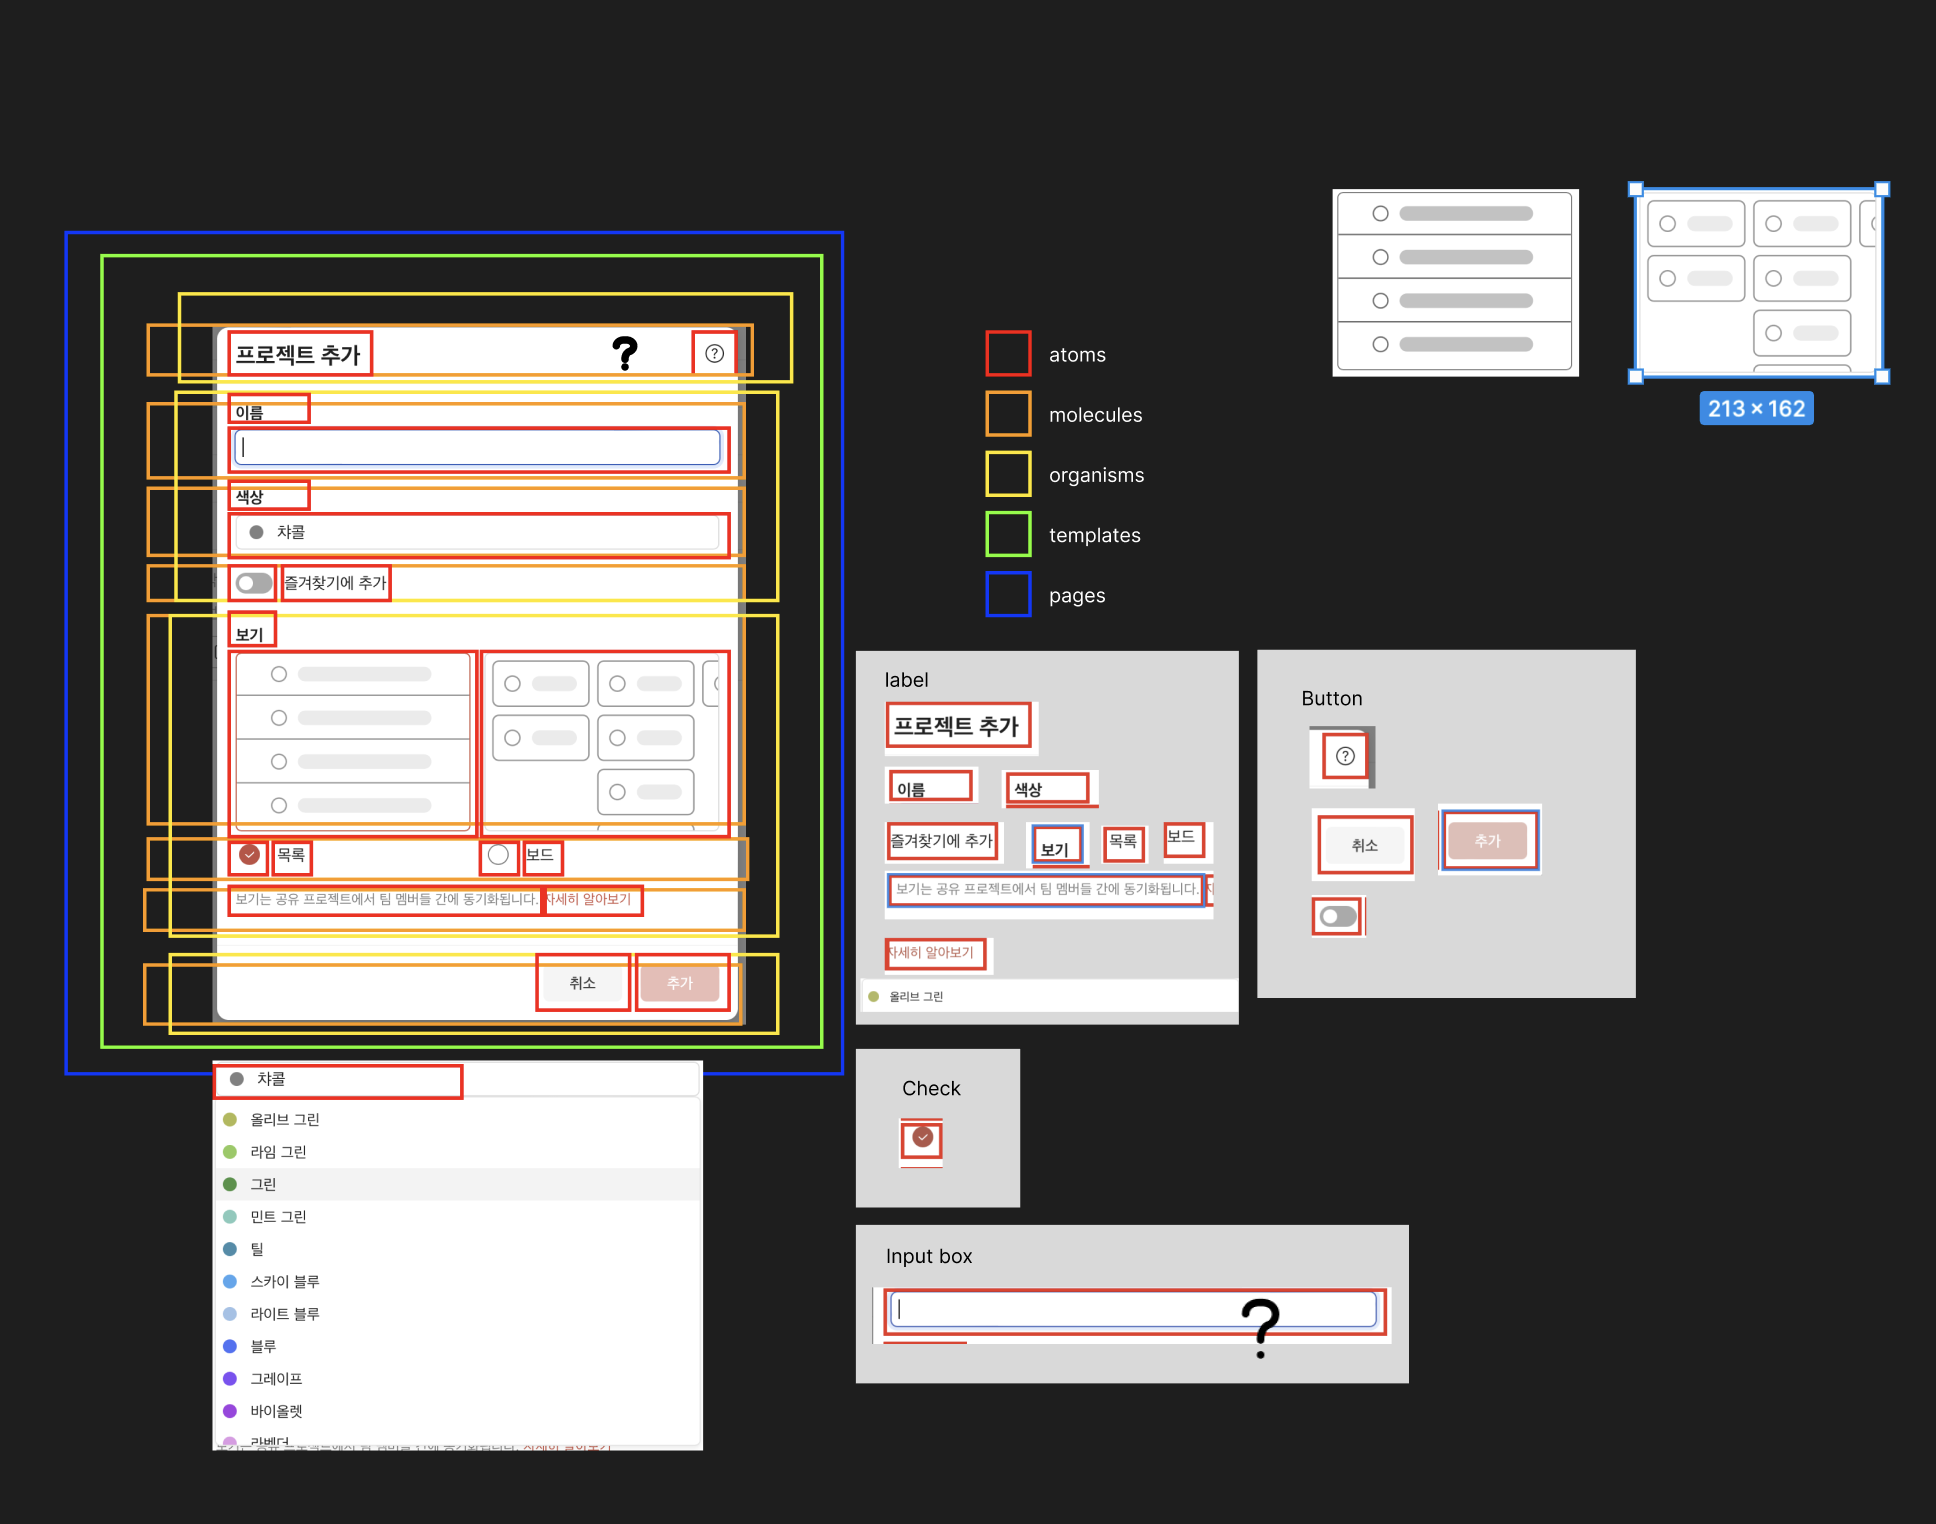 213 × 162
프로젝트 추가
?
?
이름
색상
챠콜
즐겨찾기에 추가
보기
목록
보드
보기는 공유 프로젝트에서 팀 멤버들 간에 동기화됩니다.
자세히 알아보기
취소
추가
챠콜
올리브 그린
라임 그린
그린
민트 그린
틸
스카이 블루
라이트 블루
블루
그레이프
바이올렛
라벤더
atoms
molecules
organisms
templates
pages
label
프로젝트 추가
이름
색상
즐겨찾기에 추가
보기
목록
보드
보기는 공유 프로젝트에서 팀 멤버들 간에 동기화됩니다.
자세히 알아보기
올리브 그린
Button
?
취소
추가
Check
Input box
?